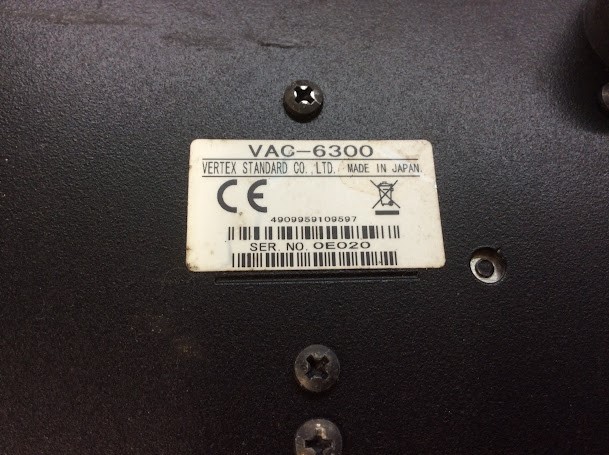 VAC-6300
VERTEX STANDARD CO.,LTD. MADE IN JAPAN.
CE
4909959109597
SER. NO. 0E020